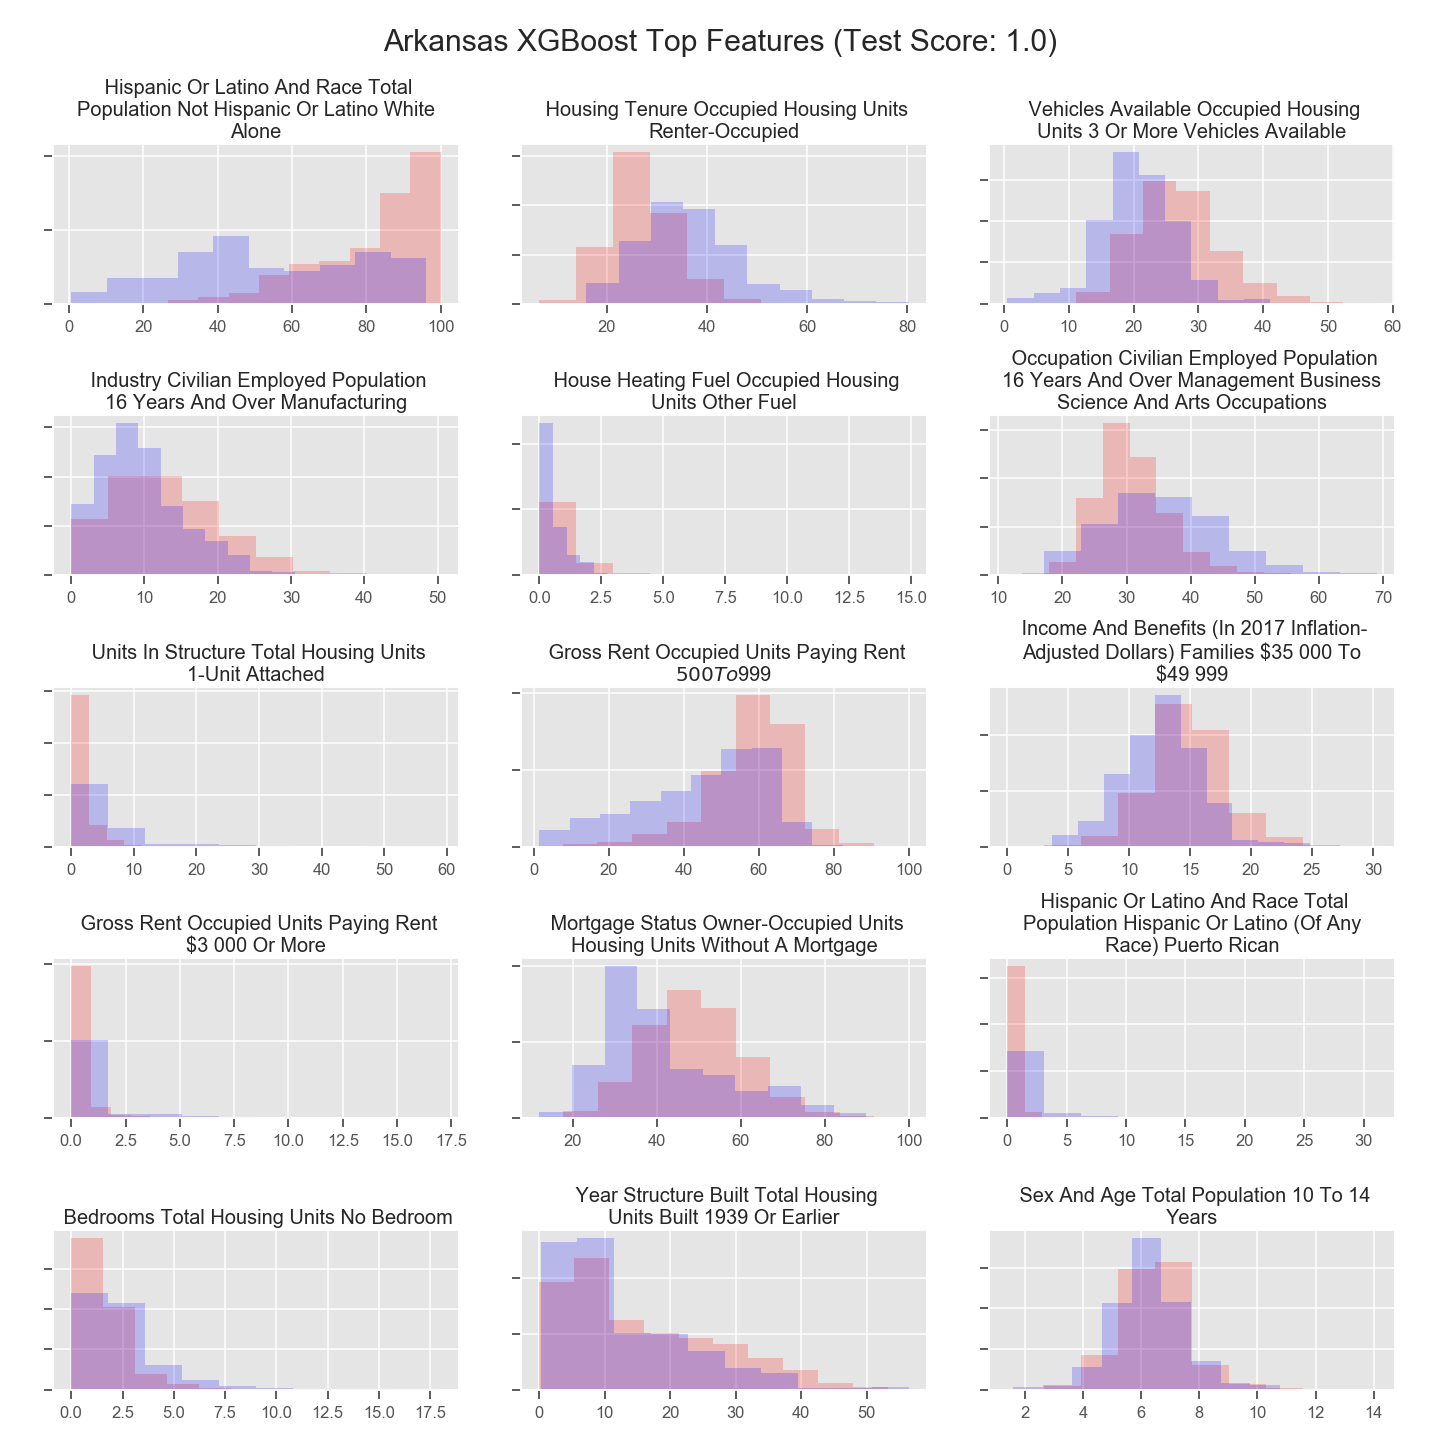 Arkansas XGBoost Top Features (Test Score: 1.0)
Hispanic Or Latino And Race Total
Population Not Hispanic Or Latino White
Alone
0 20 40 60 80 100
Housing Tenure Occupied Housing Units
Renter-Occupied
20 40 60 80
Vehicles Available Occupied Housing
Units 3 Or More Vehicles Available
0 10 20 30 40 50 60
Industry Civilian Employed Population
16 Years And Over Manufacturing
0 10 20 30 40 50
House Heating Fuel Occupied Housing
Units Other Fuel
0.0 2.5 5.0 7.5 10.0 12.5 15.0
Occupation Civilian Employed Population
16 Years And Over Management Business
Science And Arts Occupations
10 20 30 40 50 60 70
Units In Structure Total Housing Units
1-Unit Attached
0 10 20 30 40 50 60
Gross Rent Occupied Units Paying Rent
500To999
0 20 40 60 80 100
Income And Benefits (In 2017 Inflation-
Adjusted Dollars) Families $35 000 To
$49 999
0 5 10 15 20 25 30
Gross Rent Occupied Units Paying Rent
$3 000 Or More
0.0 2.5 5.0 7.5 10.0 12.5 15.0 17.5
Mortgage Status Owner-Occupied Units
Housing Units Without A Mortgage
20 40 60 80 100
Hispanic Or Latino And Race Total
Population Hispanic Or Latino (Of Any
Race) Puerto Rican
0 5 10 15 20 25 30
Bedrooms Total Housing Units No Bedroom
0.0 2.5 5.0 7.5 10.0 12.5 15.0 17.5
Year Structure Built Total Housing
Units Built 1939 Or Earlier
0 10 20 30 40 50
Sex And Age Total Population 10 To 14
Years
2 4 6 8 10 12 14